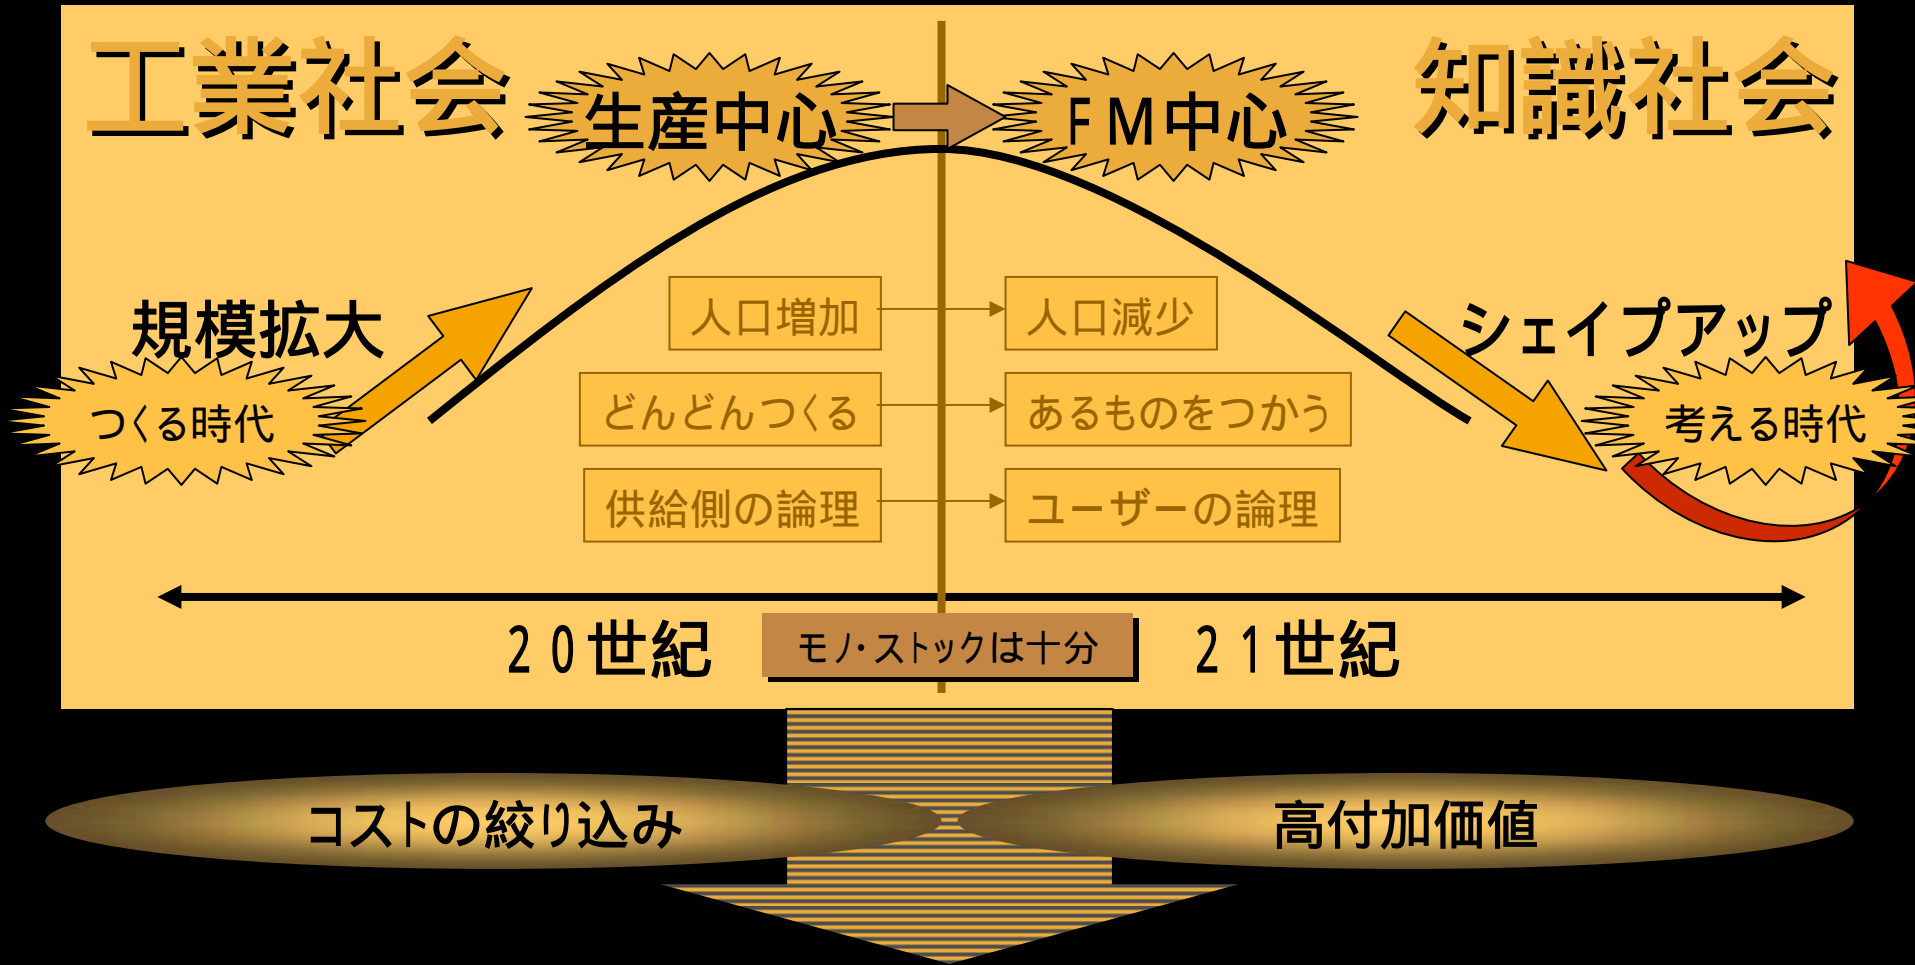 工業社会
生産中心
ＦＭ中心
知識社会
規模拡大
つくる時代
人口増加
人口減少
どんどんつくる
あるものをつかう
供給側の論理
ユーザーの論理
シェイプアップ
考える時代
２０世紀
モノ・ストックは十分
２１世紀
コストの絞り込み
高付加価値